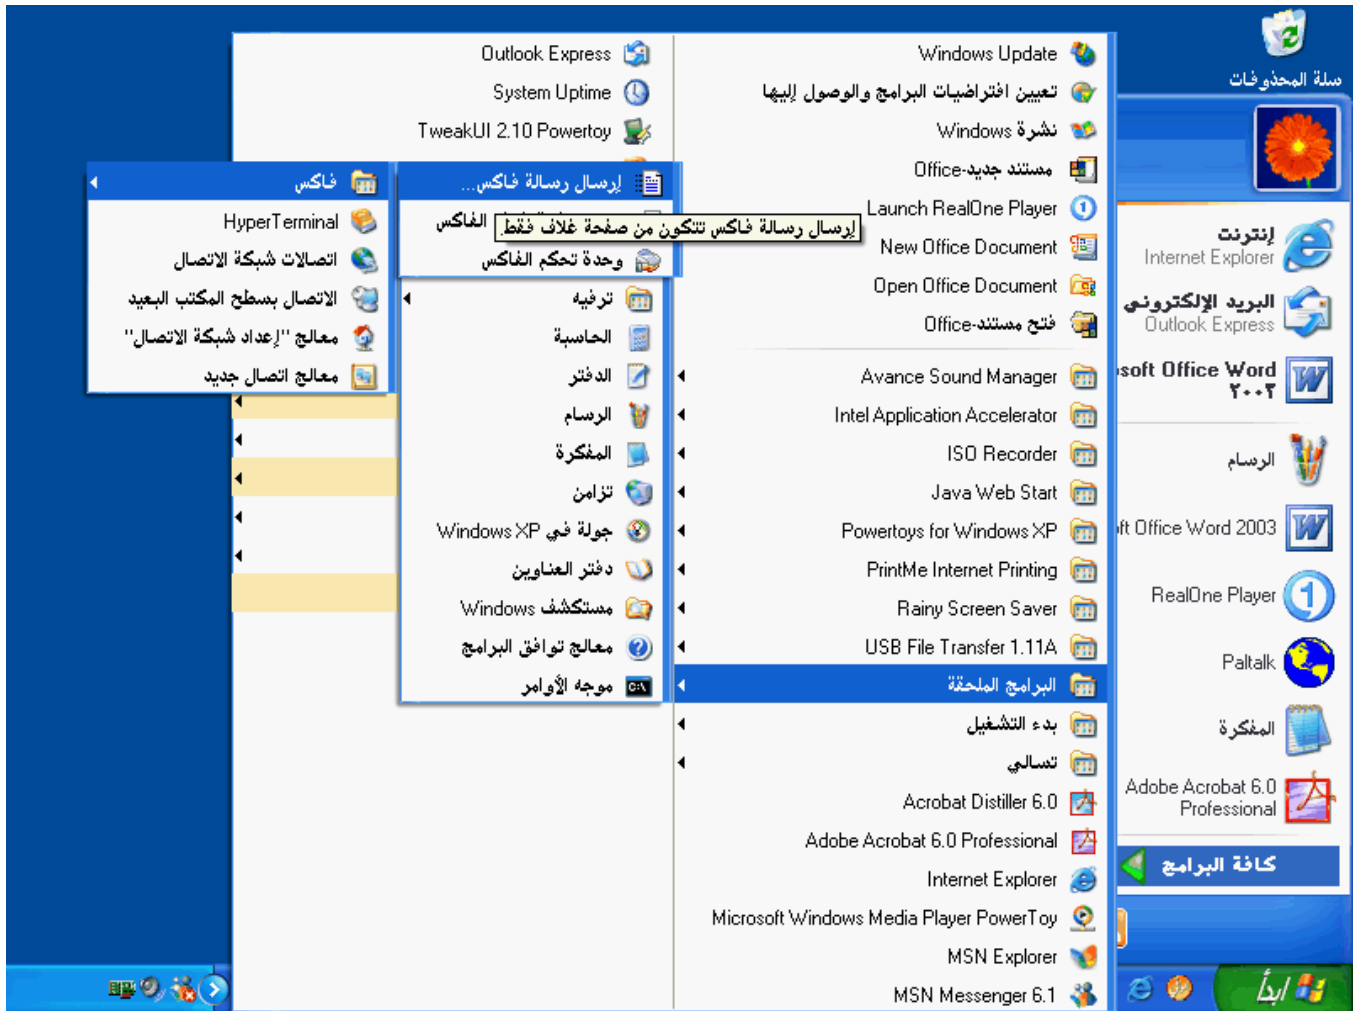 سلة المحذوفات
إنترنت
Internet Explorer
البريد الإلكتروني
Outlook Express
soft Office Word
٢٠٠٣
الرسام
ft Office Word 2003
RealOne Player
Paltalk
المفكرة
Adobe Acrobat 6.0
Professional
كافة البرامج
ابدأ
Windows Update
تعيين افتراضيات البرامج والوصول إليها
نشرة Windows
مستند جديد-Office
Launch RealOne Player
New Office Document
Open Office Document
فتح مستند-Office
Avance Sound Manager
Intel Application Accelerator
ISO Recorder
Java Web Start
Powertoys for Windows XP
PrintMe Internet Printing
Rainy Screen Saver
USB File Transfer 1.11A
البرامج الملحقة
بدء التشغيل
تسالي
Acrobat Distiller 6.0
Adobe Acrobat 6.0 Professional
Internet Explorer
Microsoft Windows Media Player PowerToy
MSN Explorer
MSN Messenger 6.1
Outlook Express
System Uptime
TweakUI 2.10 Powertoy
إرسال رسالة فاكس...
الفاكس
إرسال رسالة فاكس تتكون من صفحة غلاف فقط.
وحدة تحكم الفاكس
ترفيه
الحاسبة
الدفتر
الرسام
المفكرة
تزامن
جولة في Windows XP
دفتر العناوين
مستكشف Windows
معالج توافق البرامج
موجه الأوامر
فاكس
HyperTerminal
اتصالات شبكة الاتصال
الاتصال بسطح المكتب البعيد
معالج "إعداد شبكة الاتصال"
معالج اتصال جديد